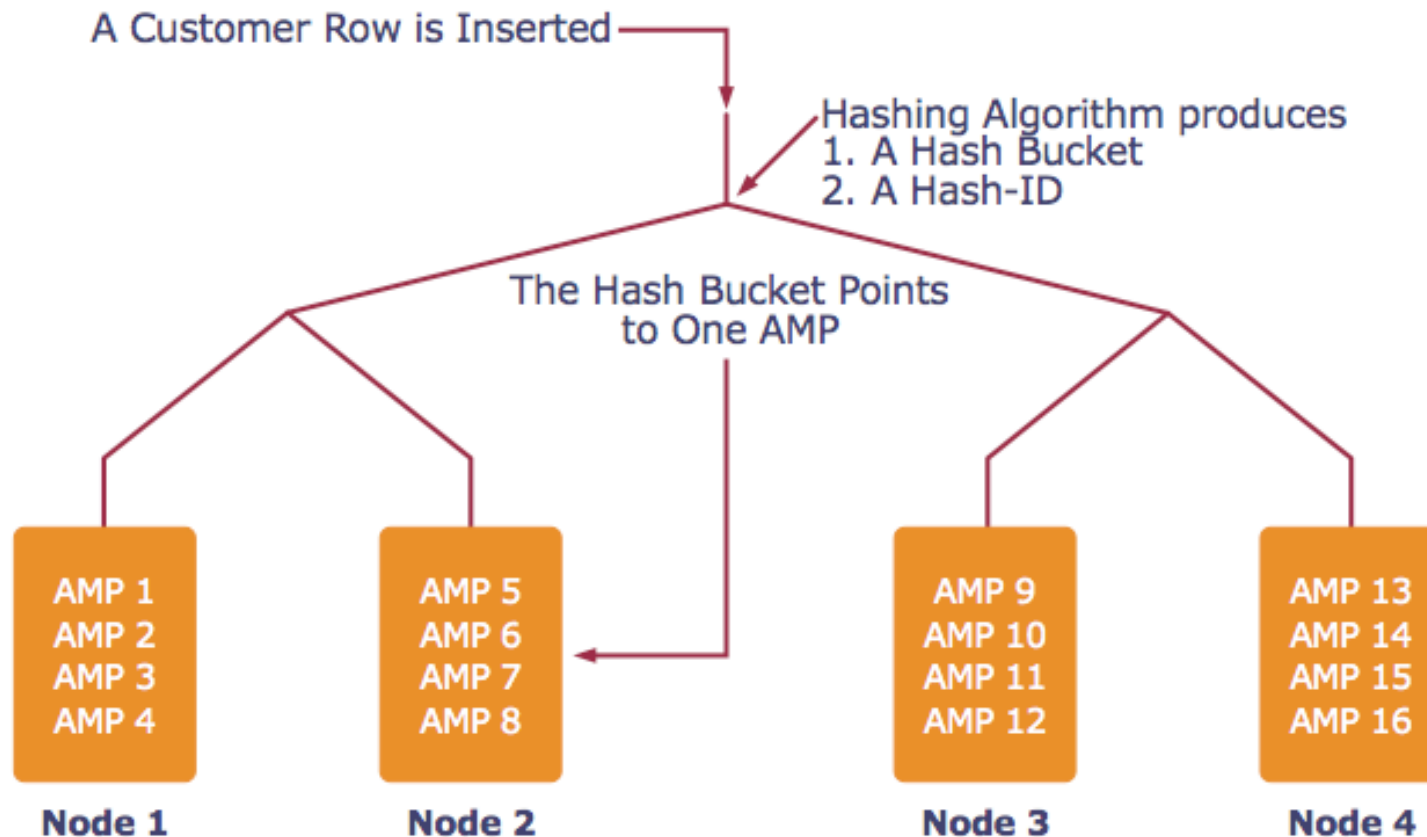 A Customer Row is Inserted
Hashing Algorithm produces
1. A Hash Bucket
2. A Hash-ID
The Hash Bucket Points
to One AMP
AMP 1
AMP 2
AMP 3
AMP 4
Node 1
AMP 5
AMP 6
AMP 7
AMP 8
Node 2
AMP 9
AMP 10
AMP 11
AMP 12
Node 3
AMP 13
AMP 14
AMP 15
AMP 16
Node 4